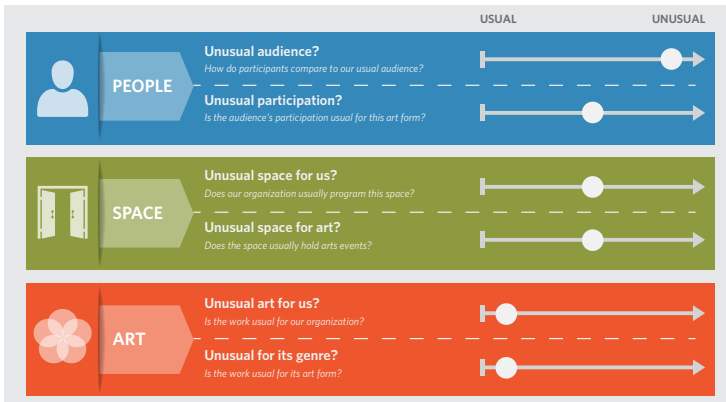 USUAL UNUSUAL
PEOPLE
Unusual audience?
How do participants compare to our usual audience?
Unusual participation?
Is the audience's participation usual for this art form?
SPACE
Unusual space for us?
Does our organization usually program this space?
Unusual space for art?
Does the space usually hold arts events?
ART
Unusual art for us?
Is the work usual for our organization?
Unusual for its genre?
Is the work usual for its art form?